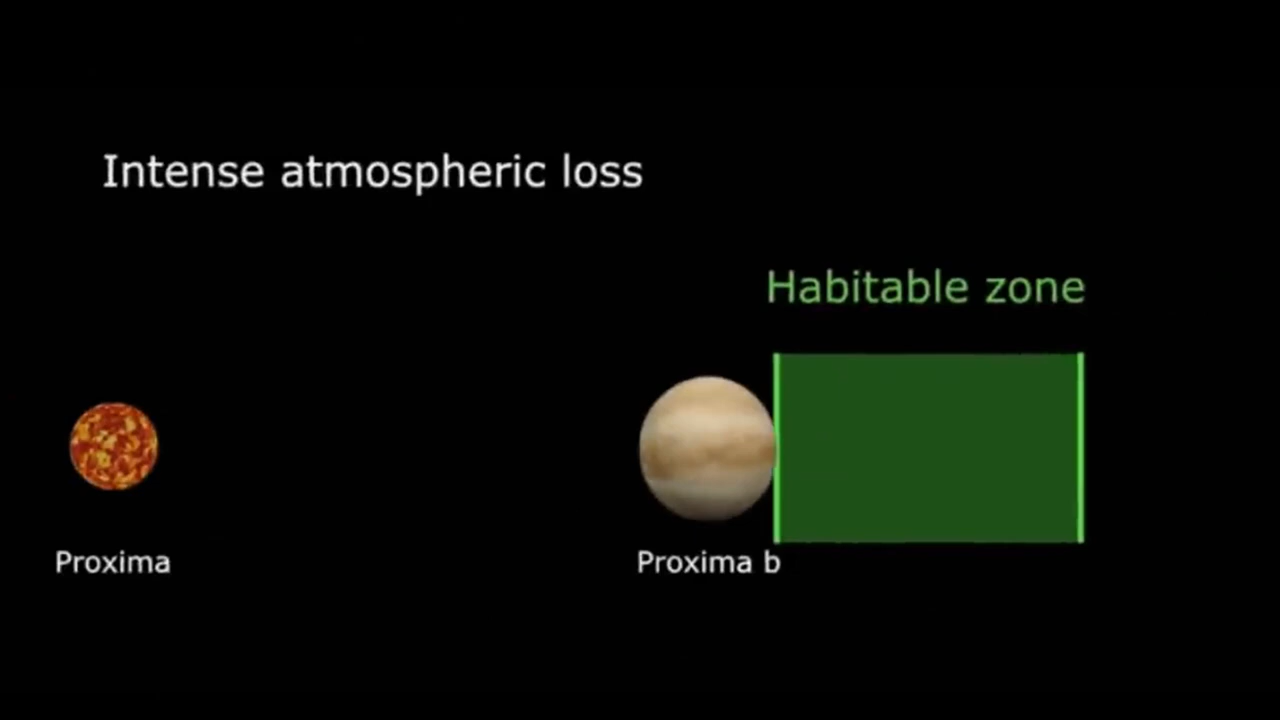 Intense atmospheric loss
Habitable zone
Proxima
Proxima b